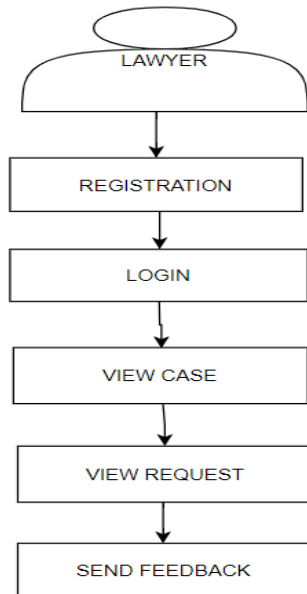 LAWYER
REGISTRATION
LOGIN
VIEW CASE
VIEW REQUEST
SEND FEEDBACK